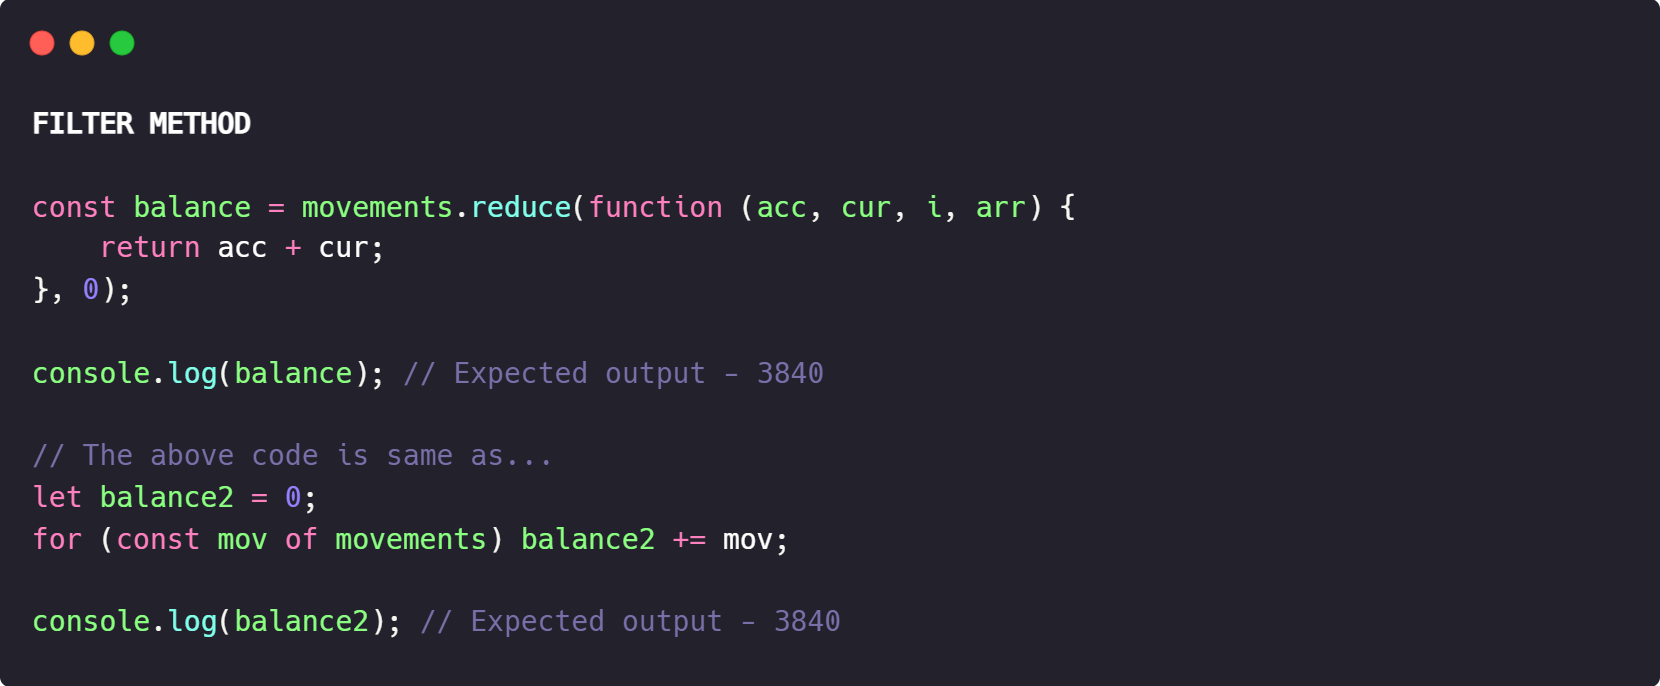 FILTER METHOD
const balance = movements.reduce(function (acc, cur, i, arr) {
    return acc + cur;
}, 0);
console.log(balance); // Expected output - 3840
// The above code is same as...
let balance2 = 0;
for (const mov of movements) balance2 += mov;
console.log(balance2); // Expected output - 3840